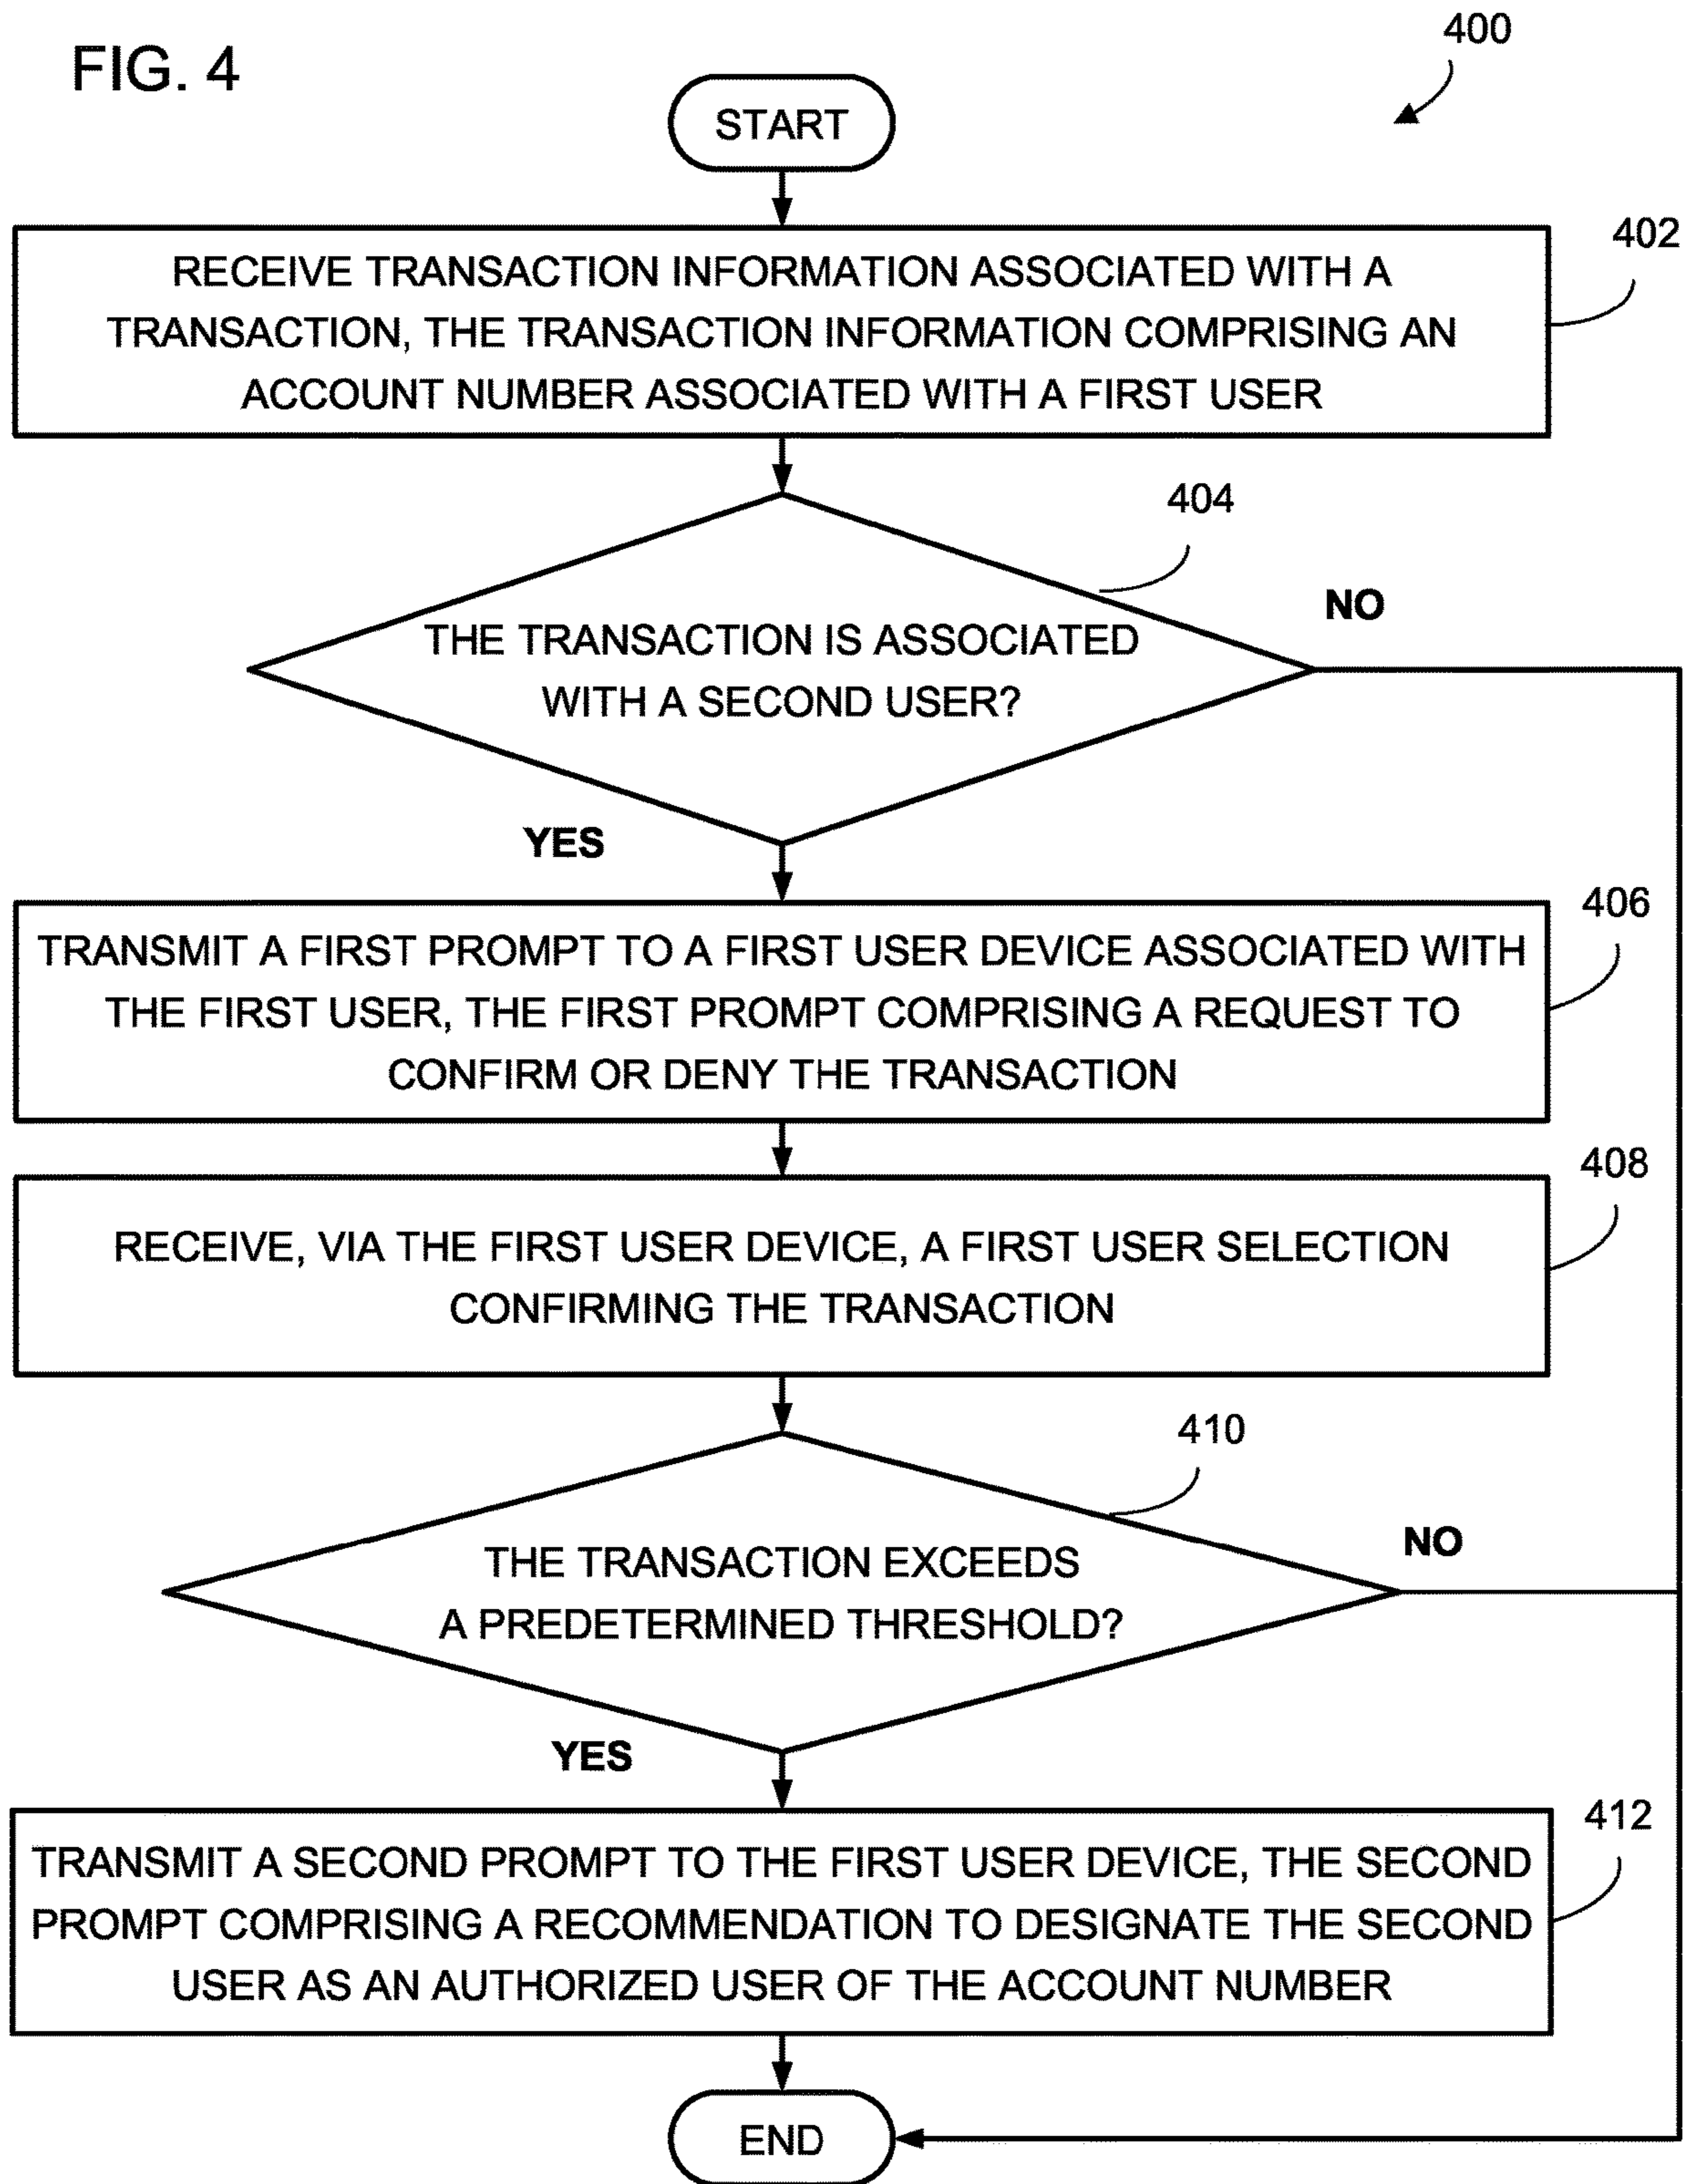 FIG. 4
400
START
402
RECEIVE TRANSACTION INFORMATION ASSOCIATED WITH A
TRANSACTION, THE TRANSACTION INFORMATION COMPRISING AN
ACCOUNT NUMBER ASSOCIATED WITH A FIRST USER
404
THE TRANSACTION IS ASSOCIATED
WITH A SECOND USER?
NO
YES
406
TRANSMIT A FIRST PROMPT TO A FIRST USER DEVICE ASSOCIATED WITH
THE FIRST USER, THE FIRST PROMPT COMPRISING A REQUEST TO
CONFIRM OR DENY THE TRANSACTION
408
RECEIVE, VIA THE FIRST USER DEVICE, A FIRST USER SELECTION
CONFIRMING THE TRANSACTION
410
THE TRANSACTION EXCEEDS
A PREDETERMINED THRESHOLD?
NO
YES
412
TRANSMIT A SECOND PROMPT TO THE FIRST USER DEVICE, THE SECOND
PROMPT COMPRISING A RECOMMENDATION TO DESIGNATE THE SECOND
USER AS AN AUTHORIZED USER OF THE ACCOUNT NUMBER
END